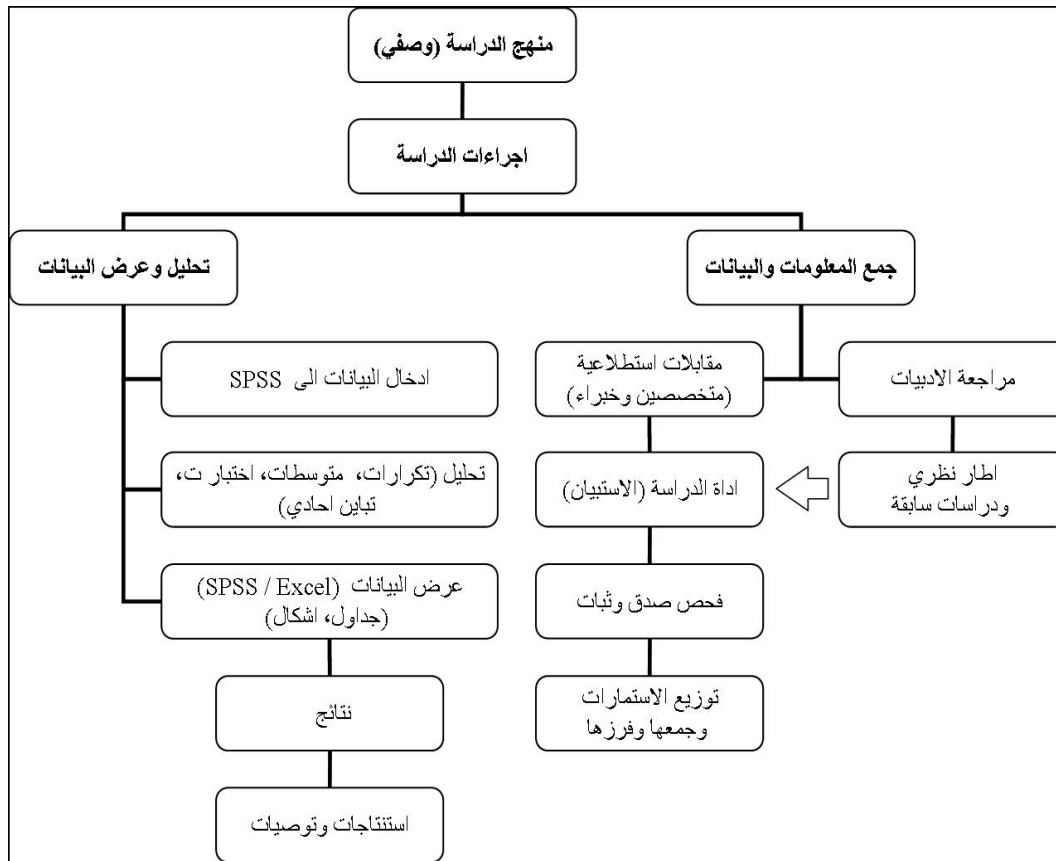 منهج الدراسة (وصفي)
اجراءات الدراسة
جمع المعلومات والبيانات
تحليل وعرض البيانات
مراجعة الادبيات
مقابلات استطلاعية
(متخصصين وخبراء)
ادخال البيانات الى SPSS
اطار نظري
ودراسات سابقة
اداة الدراسة (الاستبيان)
تحليل (تكرارات، متوسطات، اختبار ت،
تباين احادي)
فحص صدق وثبات
عرض البيانات (SPSS / Excel)
(جداول، اشكال)
توزيع الاستمارات
وجمعها وفرزها
نتائج
استنتاجات وتوصيات